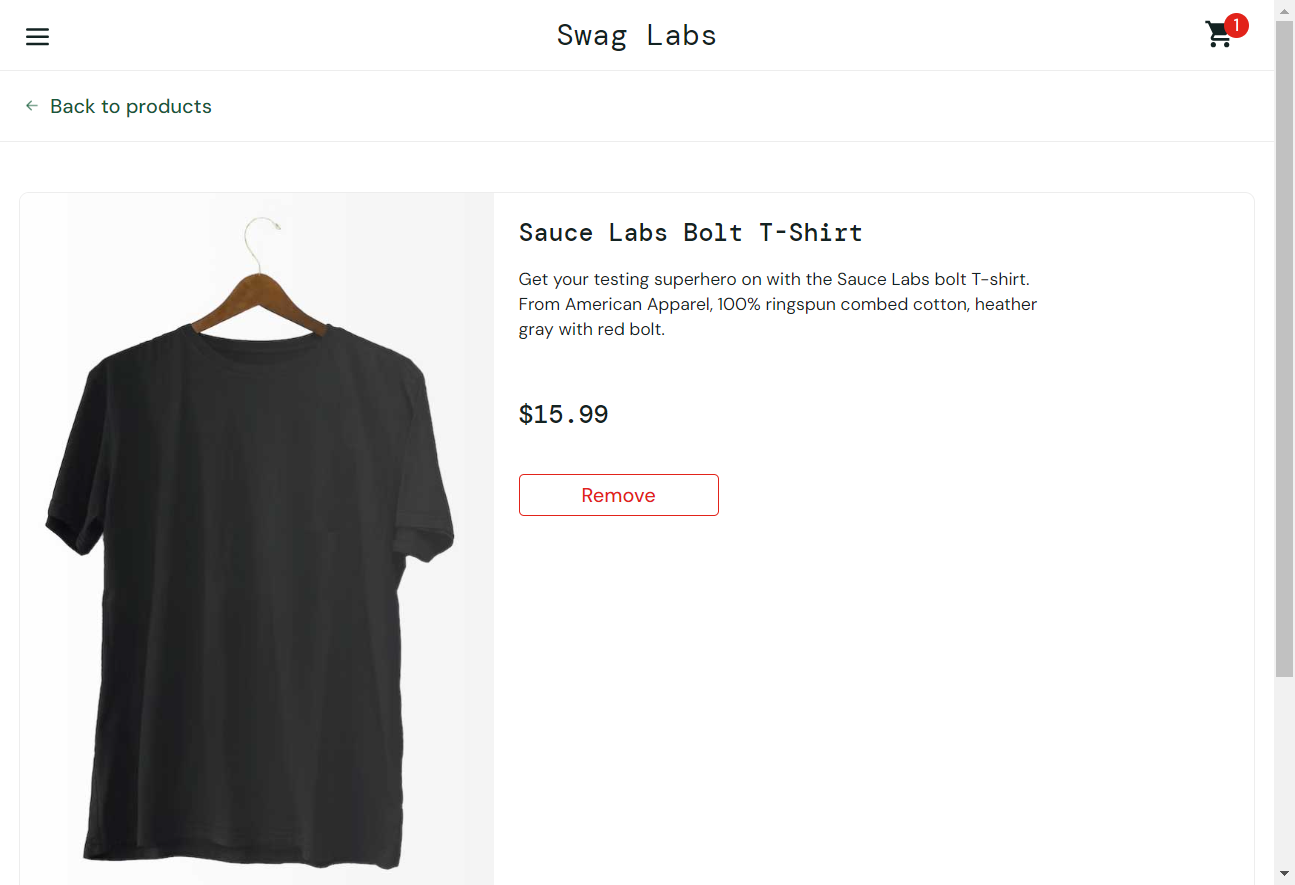 Swag Labs
1
Back to products
Sauce Labs Bolt T-Shirt
Get your testing superhero on with the Sauce Labs bolt T-shirt.
From American Apparel, 100% ringspun combed cotton, heather
gray with red bolt.
$15.99
Remove